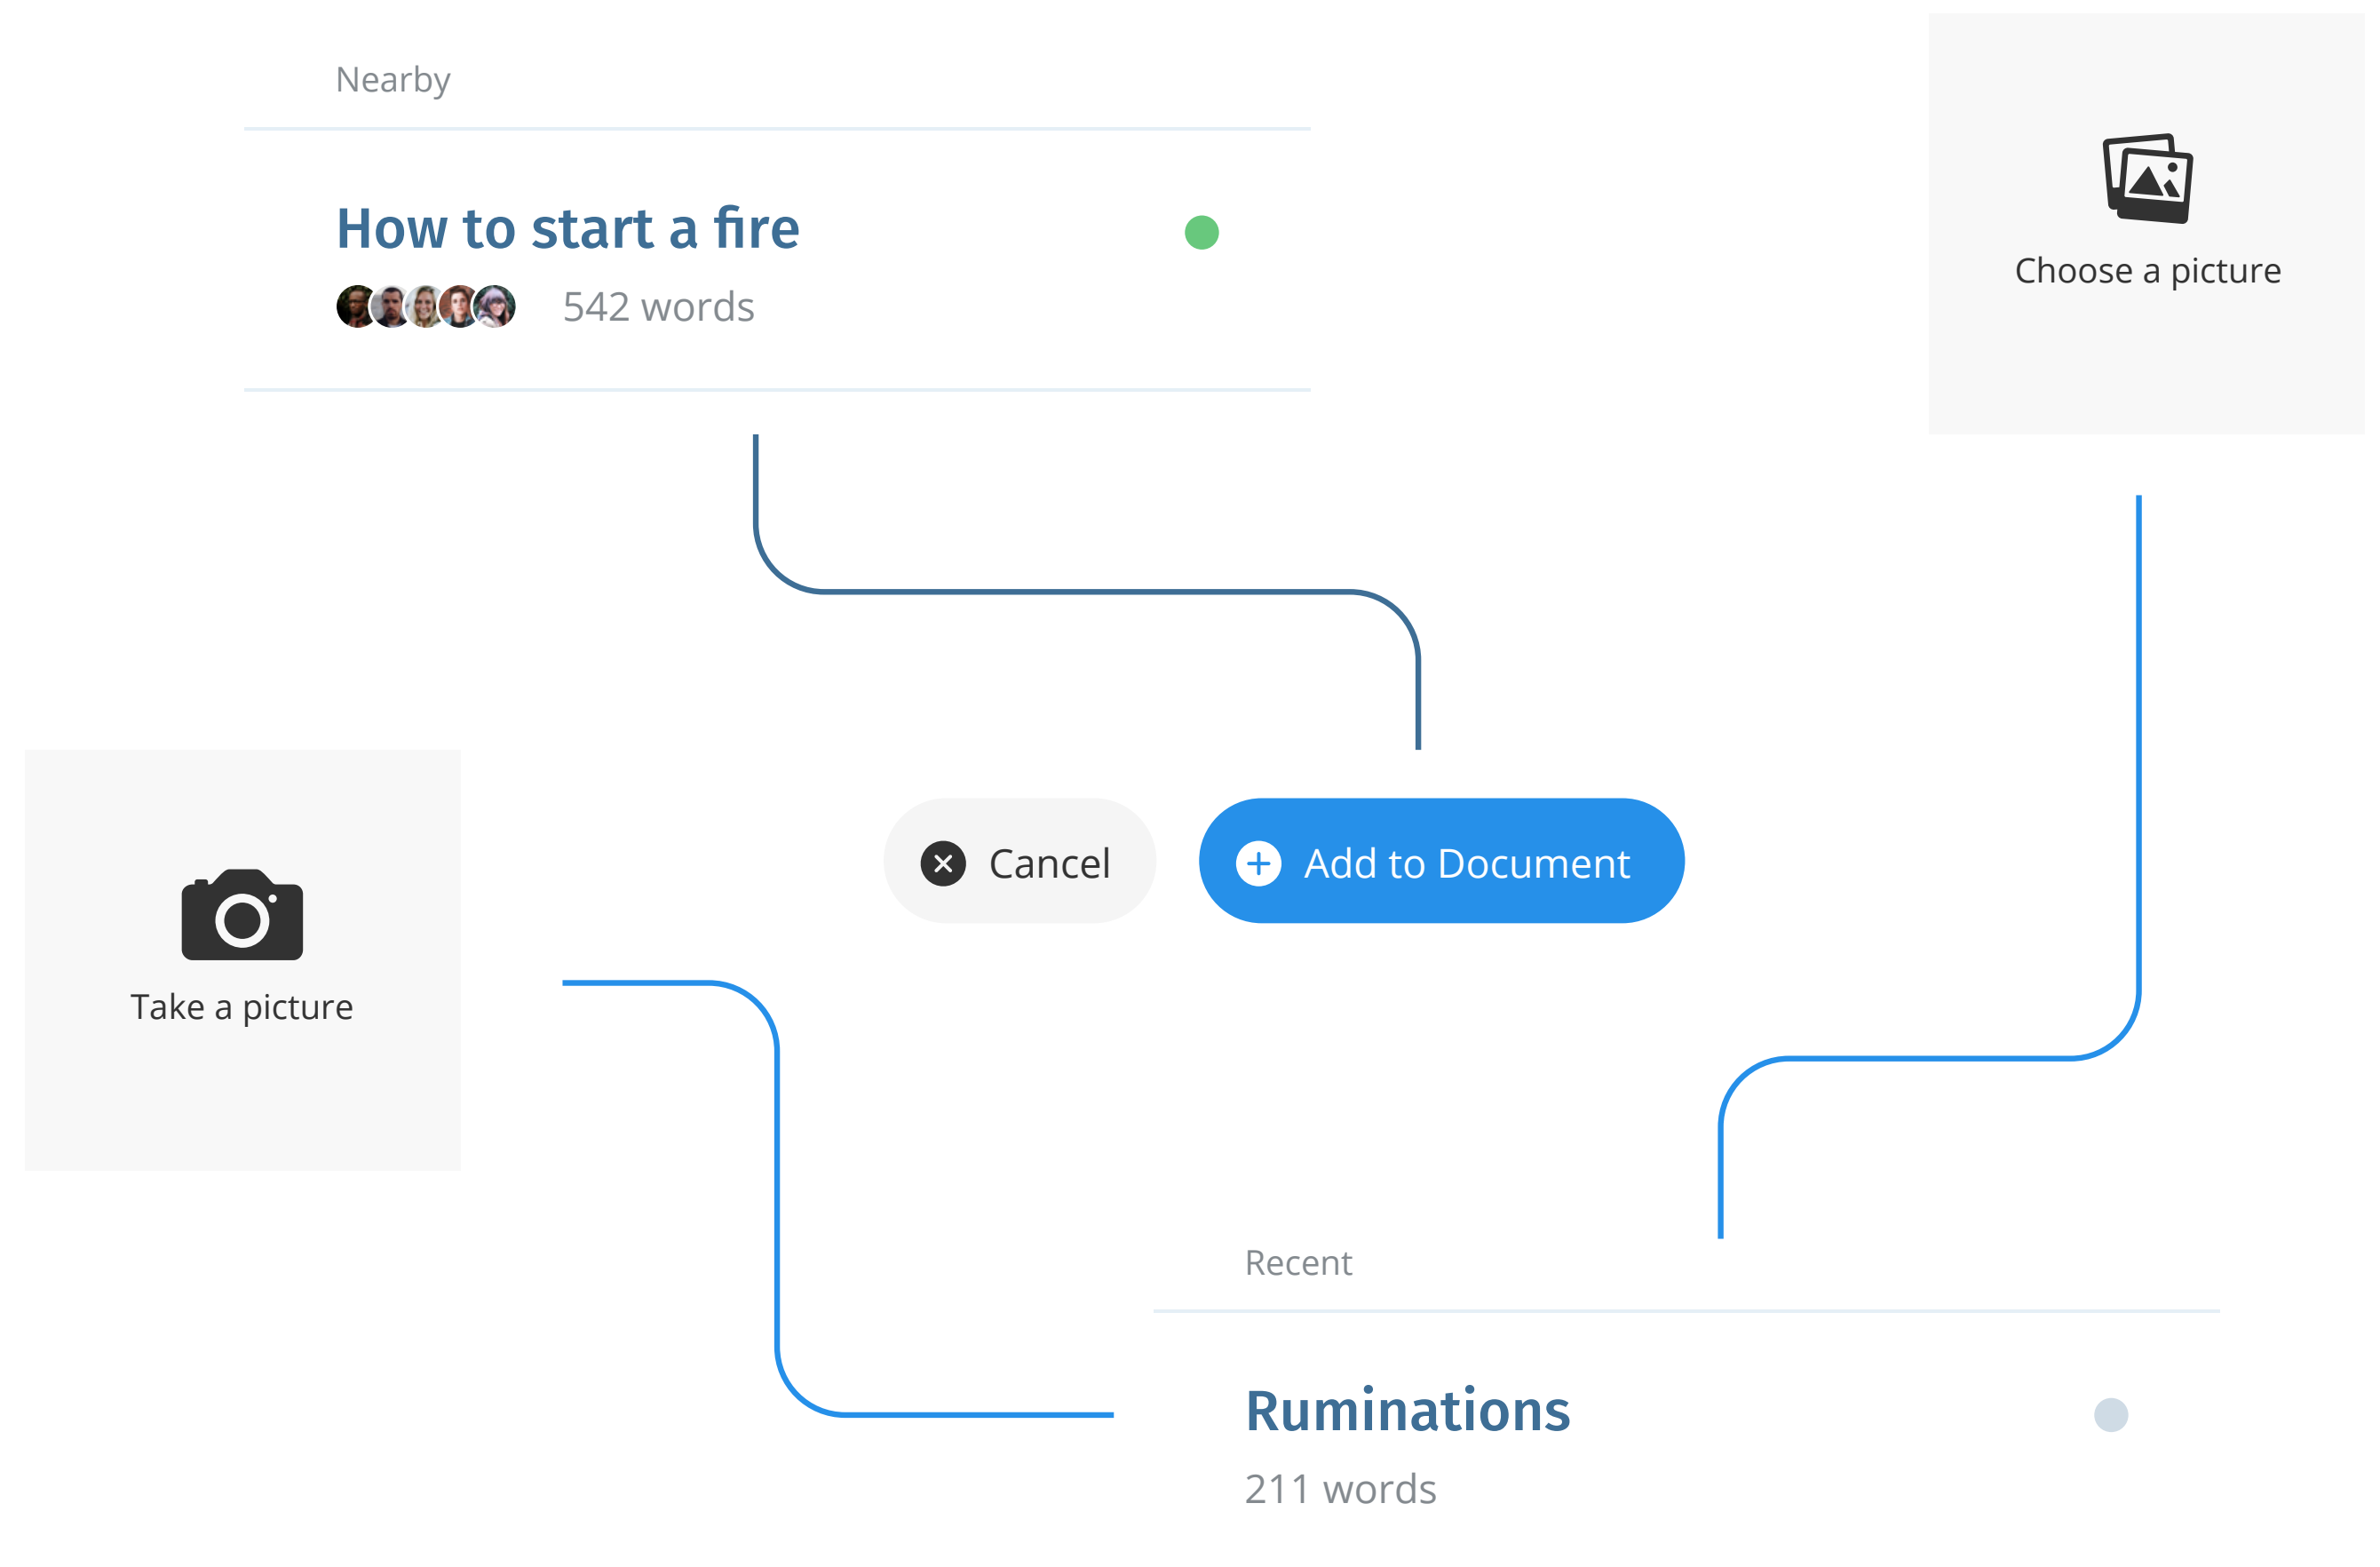 Nearby
How to start a fire
542 words
Choose a picture
Cancel
Add to Document
Take a picture
Recent
Ruminations
211 words